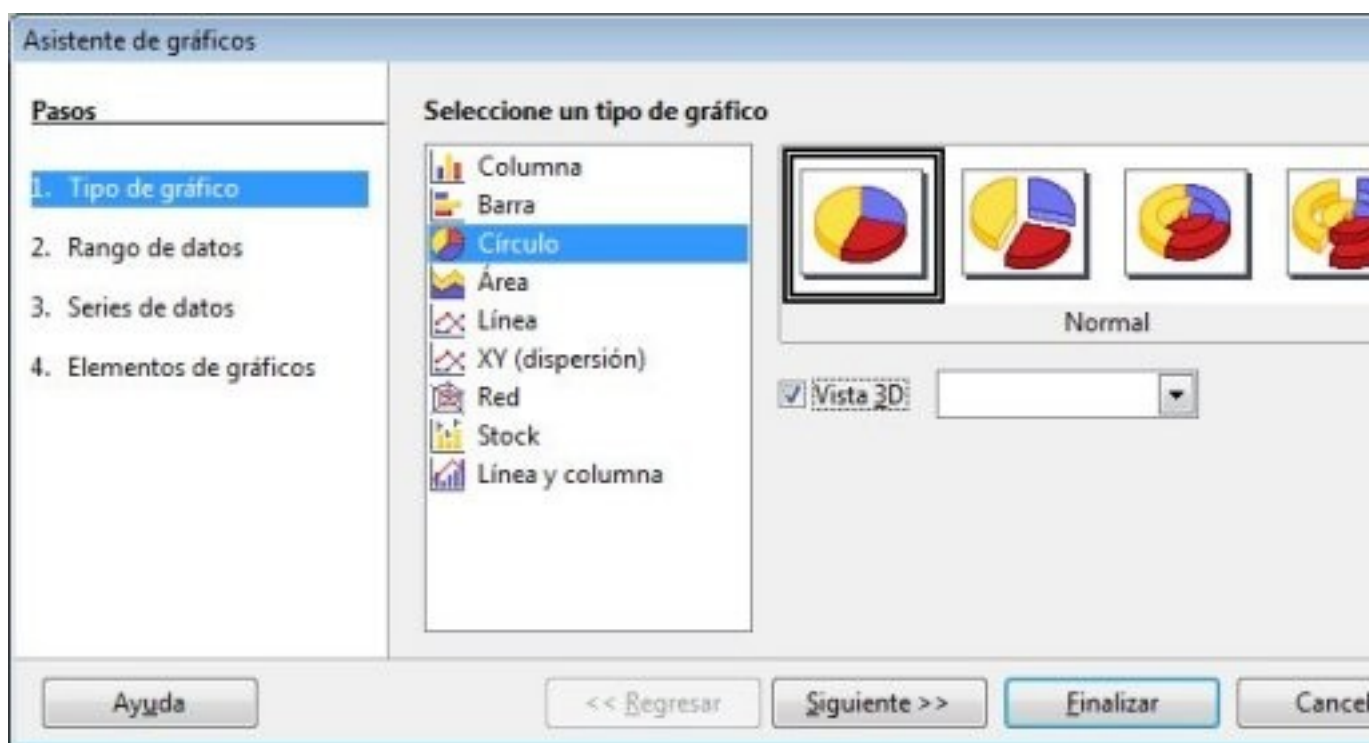 Asistente de gráficos
Pasos
1. Tipo de gráfico
2. Rango de datos
3. Series de datos
4. Elementos de gráficos
Seleccione un tipo de gráfico
Columna
Barra
Círculo
Área
Línea
XY (dispersión)
Red
Stock
Línea y columna
Normal
Vista 3D
Ayuda
<< Regresar
Siguiente >>
Finalizar
Cancel